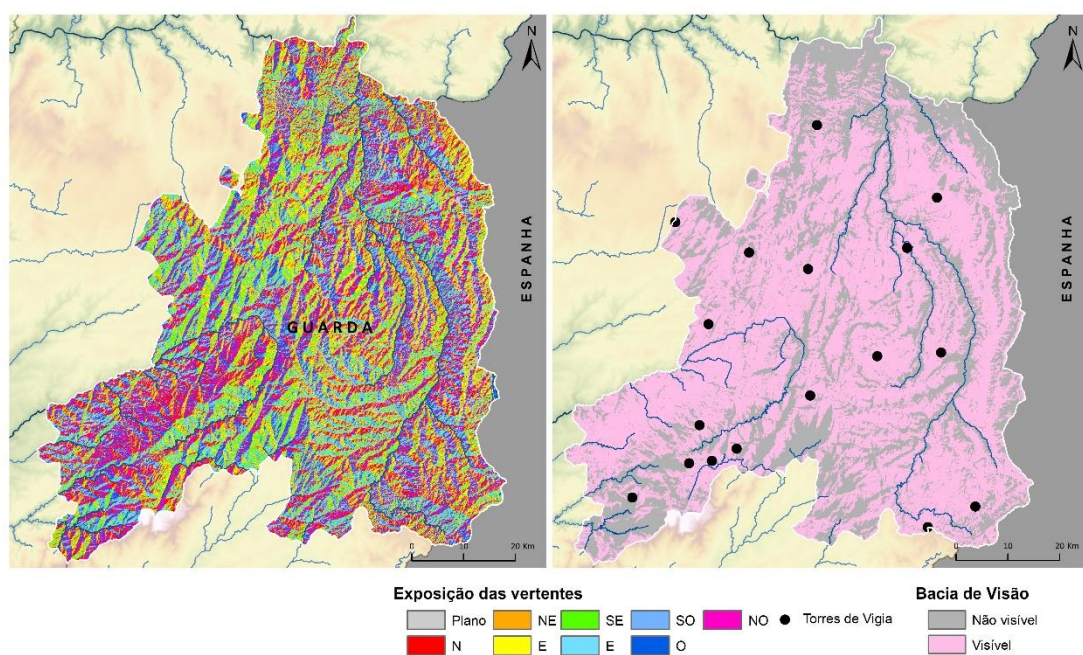 N
ESPANHA
GUARDA
0 10 20 Km
N
ESPANHA
0 10 20 Km
Exposição das vertentes
Plano NE SE SO NO Torres de Vigia
N E E O
Bacia de Visão
Não visível
Visível